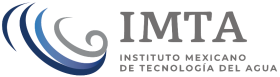 IMTA
INSTITUTO MEXICANO
DE TECNOLOGÍA DEL AGUA